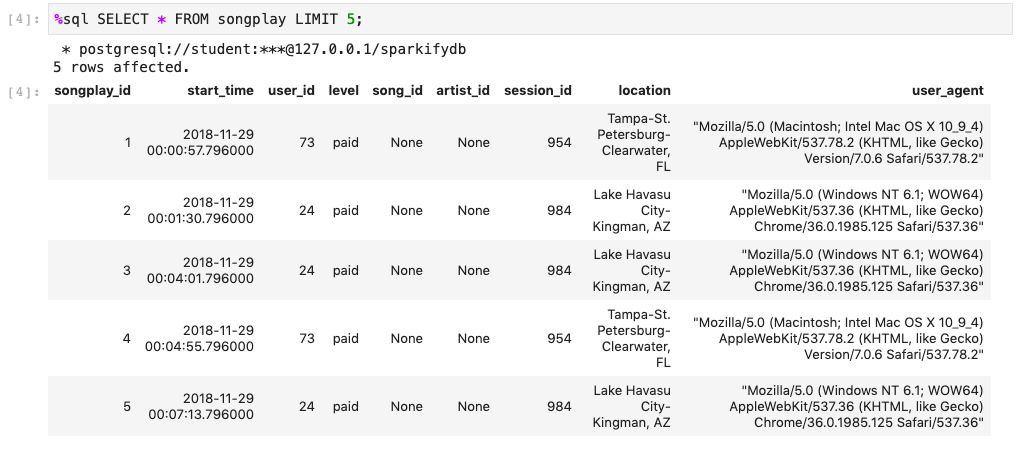 [4]: %sql SELECT * FROM songplay LIMIT 5;
* postgresql://student:***@127.0.0.1/sparkifydb
5 rows affected.
[4]: songplay_id start_time user_id level song_id artist_id session_id location user_agent
1 2018-11-29 00:00:57.796000 73 paid None None 954 Tampa-St. Petersburg-Clearwater, FL "Mozilla/5.0 (Macintosh; Intel Mac OS X 10_9_4) AppleWebKit/537.78.2 (KHTML, like Gecko) Version/7.0.6 Safari/537.78.2"
2 2018-11-29 00:01:30.796000 24 paid None None 984 Lake Havasu City-Kingman, AZ "Mozilla/5.0 (Windows NT 6.1; WOW64) AppleWebKit/537.36 (KHTML, like Gecko) Chrome/36.0.1985.125 Safari/537.36"
3 2018-11-29 00:04:01.796000 24 paid None None 984 Lake Havasu City-Kingman, AZ "Mozilla/5.0 (Windows NT 6.1; WOW64) AppleWebKit/537.36 (KHTML, like Gecko) Chrome/36.0.1985.125 Safari/537.36"
4 2018-11-29 00:04:55.796000 73 paid None None 954 Tampa-St. Petersburg-Clearwater, FL "Mozilla/5.0 (Macintosh; Intel Mac OS X 10_9_4) AppleWebKit/537.78.2 (KHTML, like Gecko) Version/7.0.6 Safari/537.78.2"
5 2018-11-29 00:07:13.796000 24 paid None None 984 Lake Havasu City-Kingman, AZ "Mozilla/5.0 (Windows NT 6.1; WOW64) AppleWebKit/537.36 (KHTML, like Gecko) Chrome/36.0.1985.125 Safari/537.36"